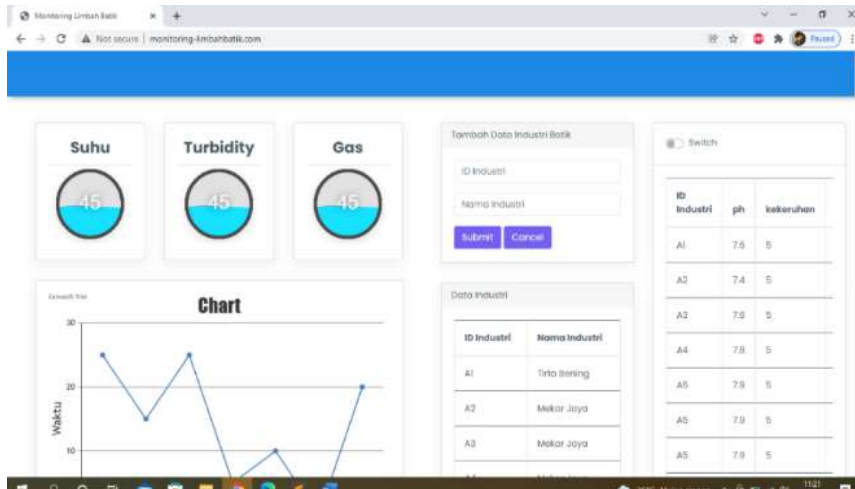 Monitoring Limbah Batik
Not secure | monitoring-limbahbatik.com
Paused
Suhu
45
Turbidity
45
Gas
45
Tambah Data Industri Batik
ID Industri
Nama Industri
Submit
Cancel
CanvasJS Trial
Chart
Waktu
30
20
10
Data Industri
ID Industri Nama Industri
A1 Tirta Bening
A2 Mekar Jaya
A3 Mekar Jaya
Switch
ID Industri ph kekeruhan
A1 7.6 5
A2 7.4 5
A3 7.6 5
A4 7.8 5
A5 7.9 5
A5 7.9 5
A5 7.9 5
11:21